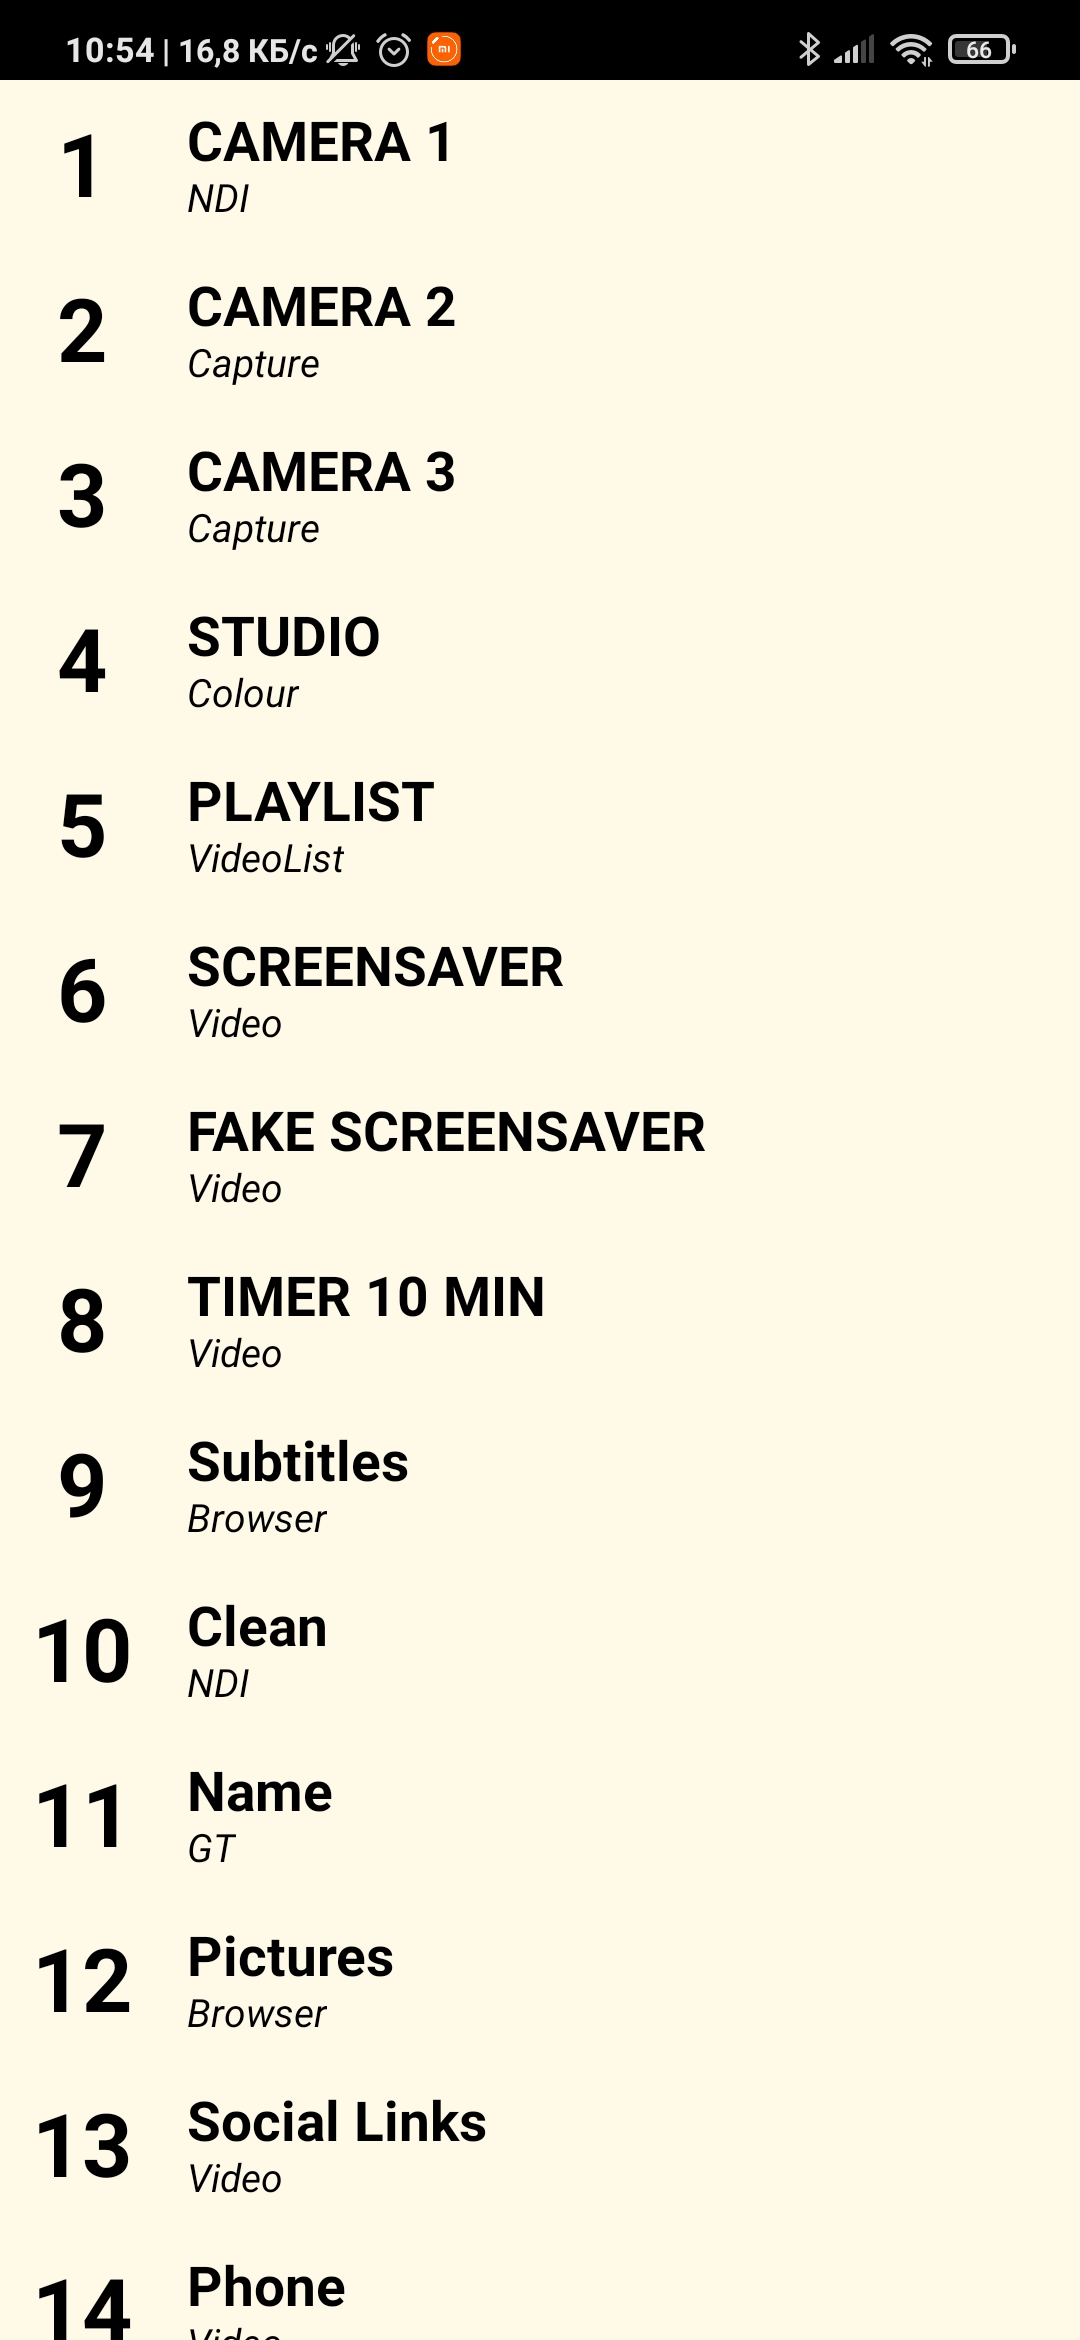 10:54 | 16,8 КБ/с
66
1
CAMERA 1
NDI
2
CAMERA 2
Capture
3
CAMERA 3
Capture
4
STUDIO
Colour
5
PLAYLIST
VideoList
6
SCREENSAVER
Video
7
FAKE SCREENSAVER
Video
8
TIMER 10 MIN
Video
9
Subtitles
Browser
10
Clean
NDI
11
Name
GT
12
Pictures
Browser
13
Social Links
Video
14
Phone
Video